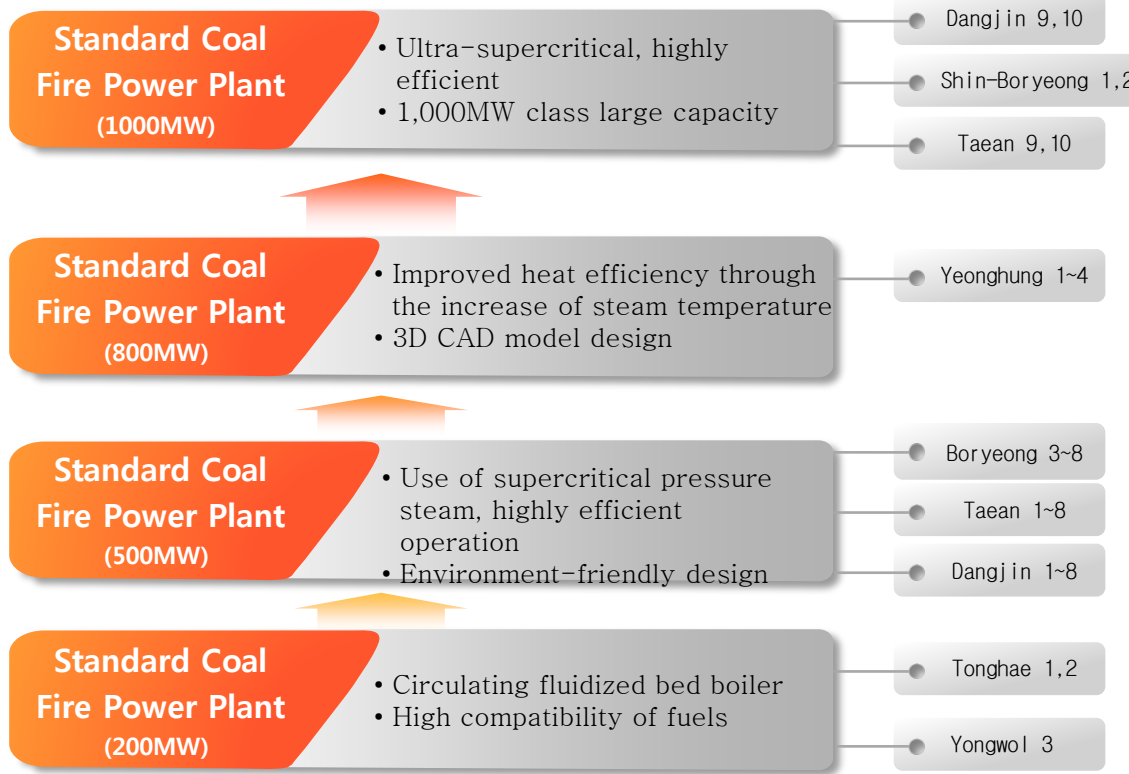 Standard Coal
Fire Power Plant
(1000MW)
• Ultra-supercritical, highly
efficient
• 1,000MW class large capacity
Dangjin 9,10
Shin-Boryeong 1,2
Taean 9,10
Standard Coal
Fire Power Plant
(800MW)
• Improved heat efficiency through
the increase of steam temperature
• 3D CAD model design
Yeonghung 1~4
Standard Coal
Fire Power Plant
(500MW)
• Use of supercritical pressure
steam, highly efficient
operation
• Environment-friendly design
Boryeong 3~8
Taean 1~8
Dangjin 1~8
Standard Coal
Fire Power Plant
(200MW)
• Circulating fluidized bed boiler
• High compatibility of fuels
Tonghae 1,2
Yongwol 3